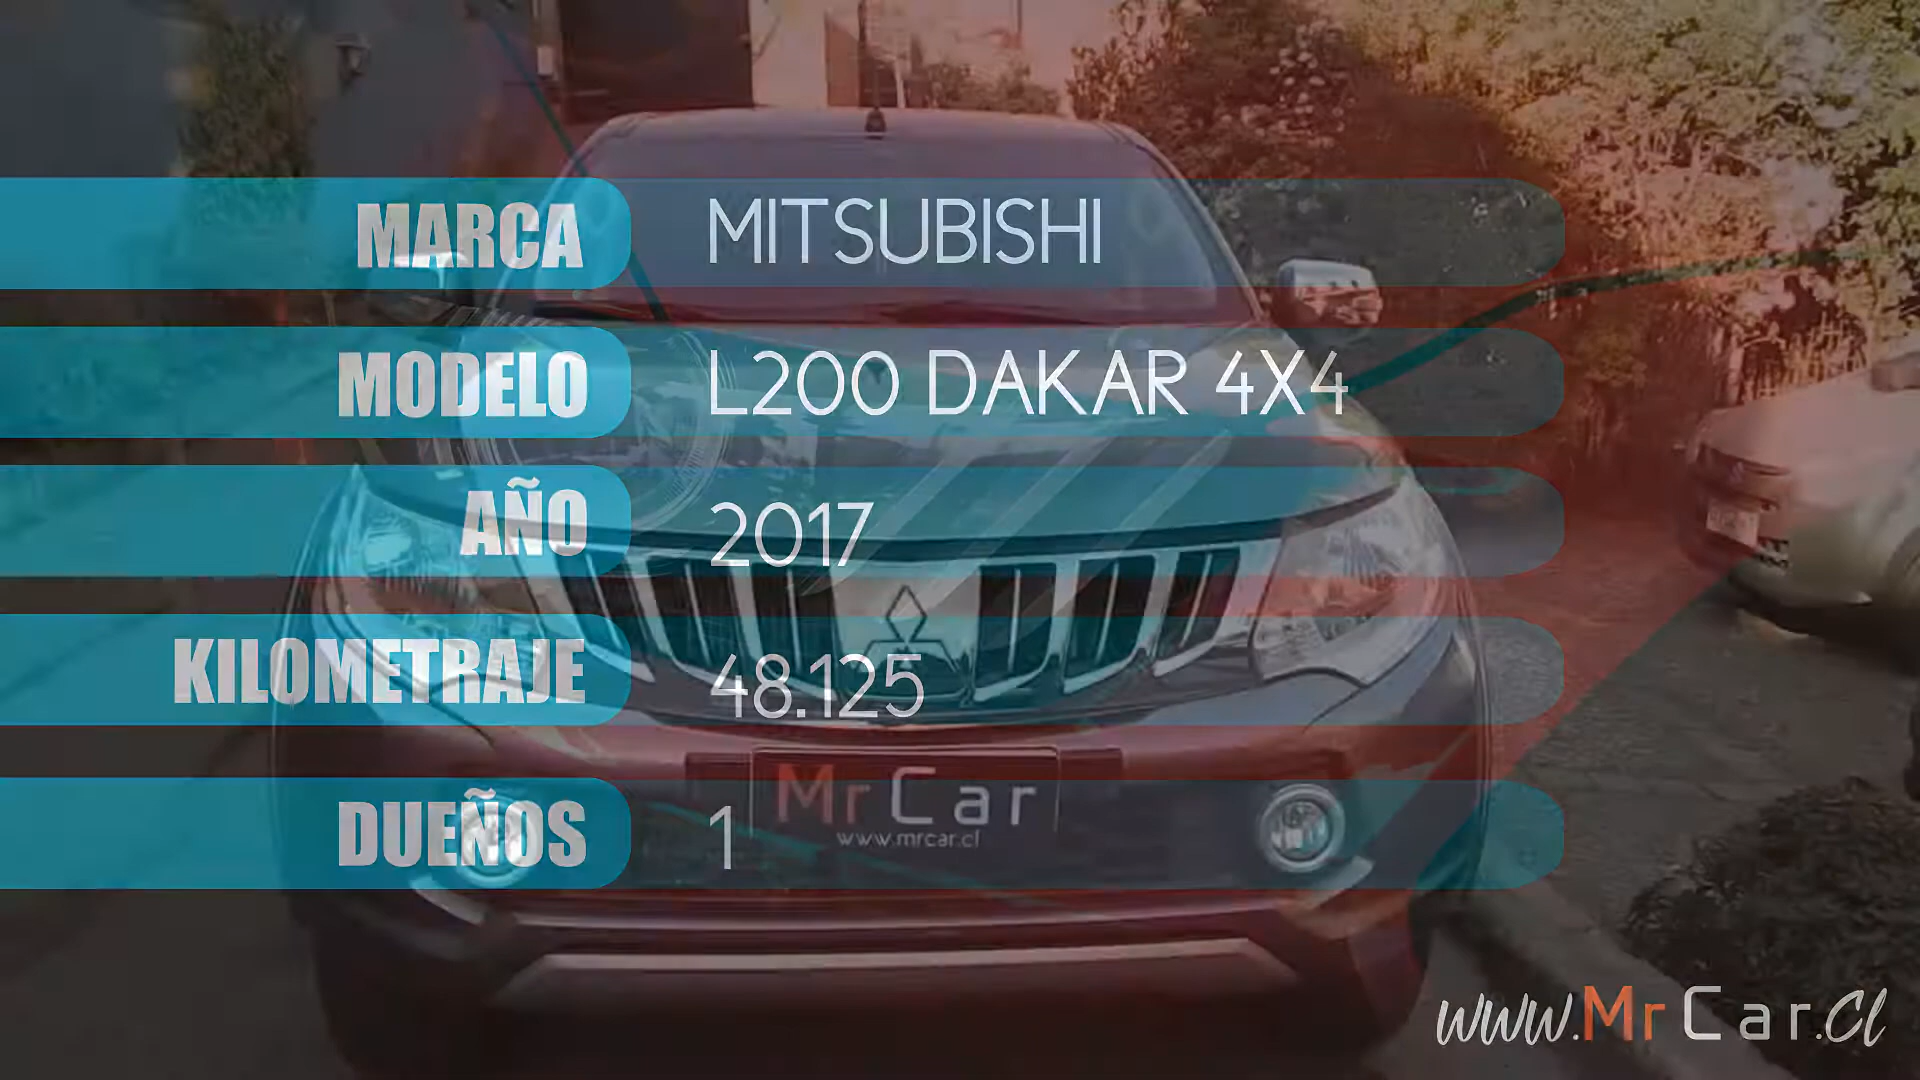 MARCA MITSUBISHI
MODELO L200 DAKAR 4X4
AÑO 2017
KILOMETRAJE 48.125
DUEÑOS 1
MrCar
www.mrcar.cl
www.MrCar.Cl